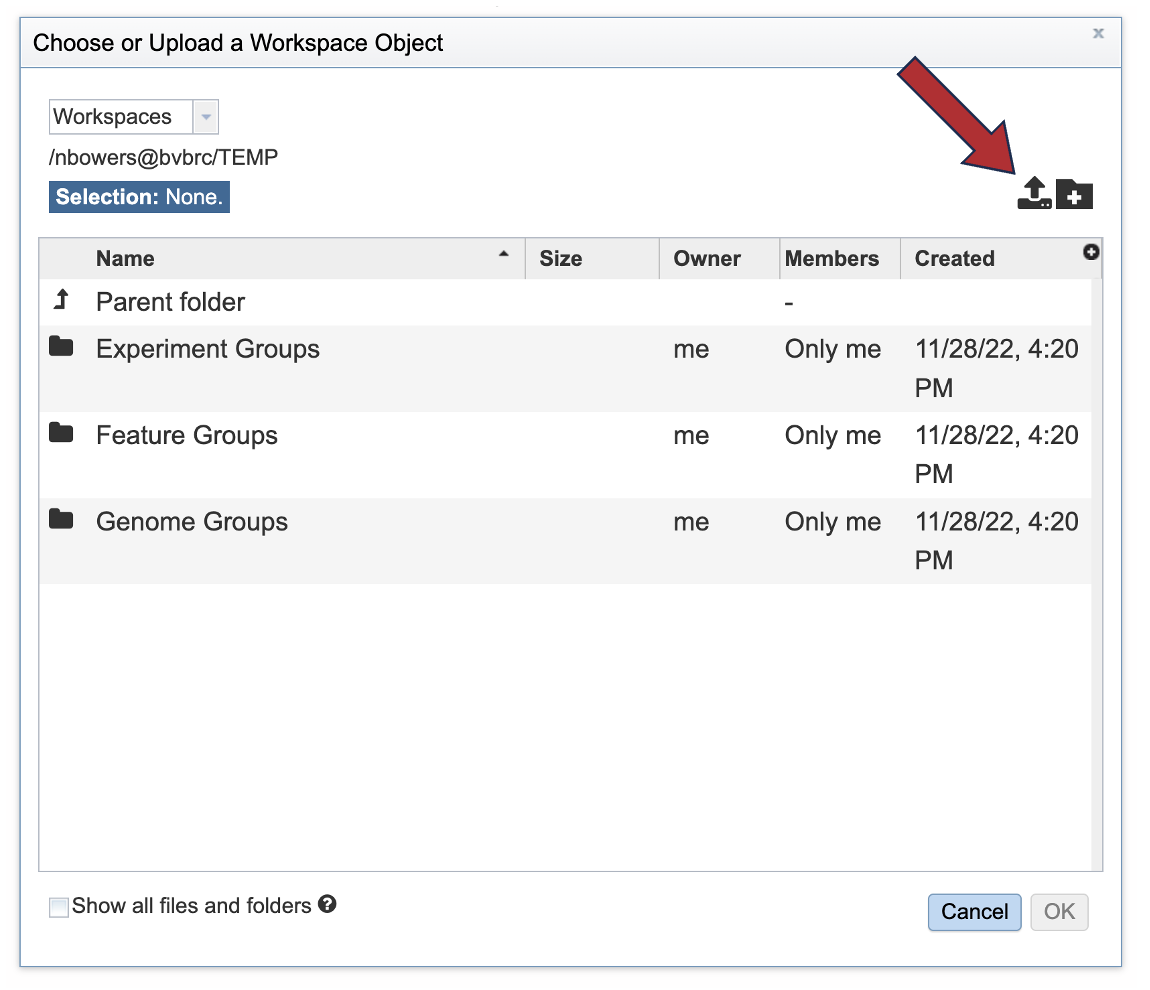 Choose or Upload a Workspace Object
x
Workspaces
/nbowers@bvbrc/TEMP
Selection: None.
Name Size Owner Members Created
Parent folder -
Experiment Groups me Only me 11/28/22, 4:20
PM
Feature Groups me Only me 11/28/22, 4:20
PM
Genome Groups me Only me 11/28/22, 4:20
PM
Show all files and folders ?
Cancel OK